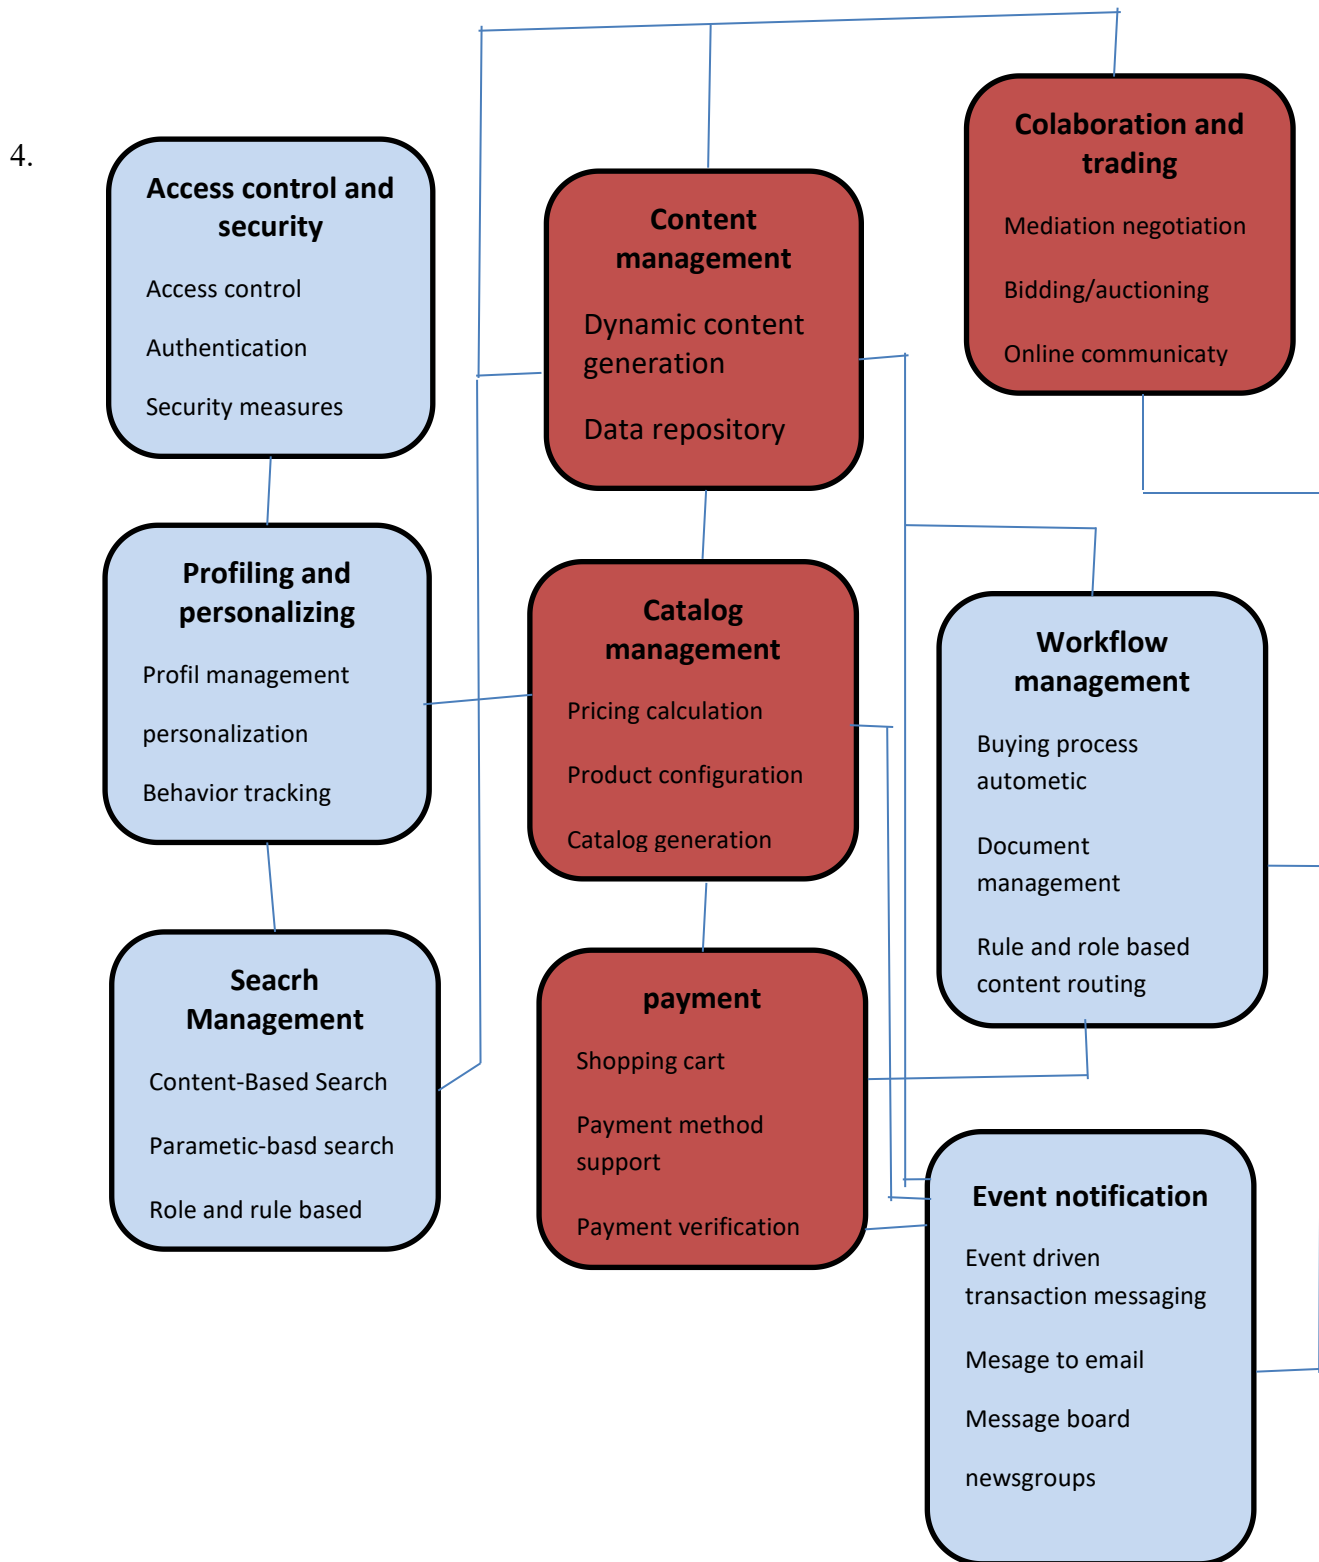 4.
Access control and
security
Access control
Authentication
Security measures
Profiling and
personalizing
Profil management
personalization
Behavior tracking
Seacrh
Management
Content-Based Search
Parametic-basd search
Role and rule based
Content
management
Dynamic content
generation
Data repository
Catalog
management
Pricing calculation
Product configuration
Catalog generation
payment
Shopping cart
Payment method
support
Payment verification
Colaboration and
trading
Mediation negotiation
Bidding/auctioning
Online communicaty
Workflow
management
Buying process
autometic
Document
management
Rule and role based
content routing
Event notification
Event driven
transaction messaging
Mesage to email
Message board
newsgroups